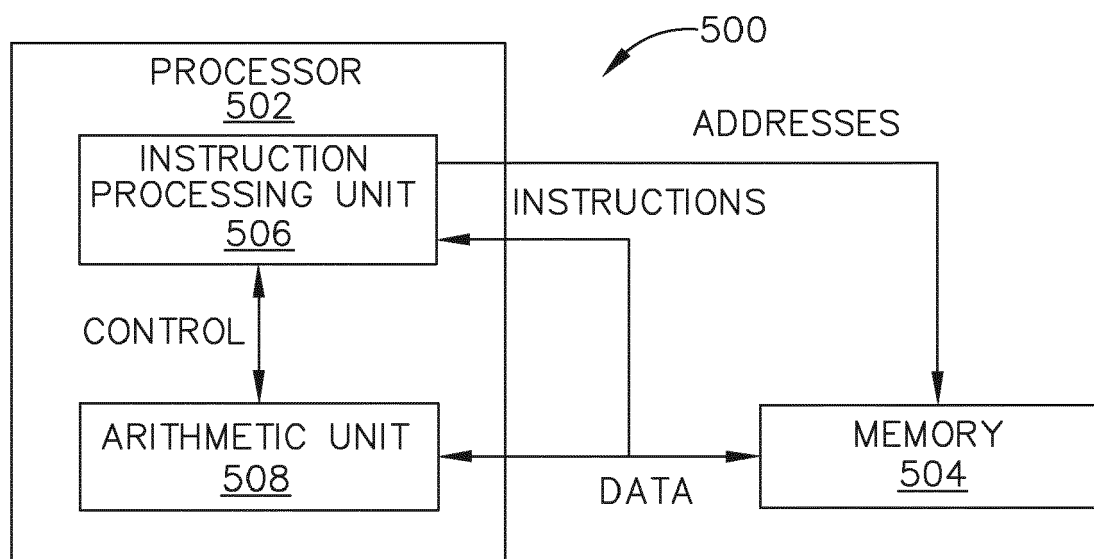 500
PROCESSOR
502
ADDRESSES
INSTRUCTION
PROCESSING UNIT
506
INSTRUCTIONS
CONTROL
ARITHMETIC UNIT
508
DATA
MEMORY
504